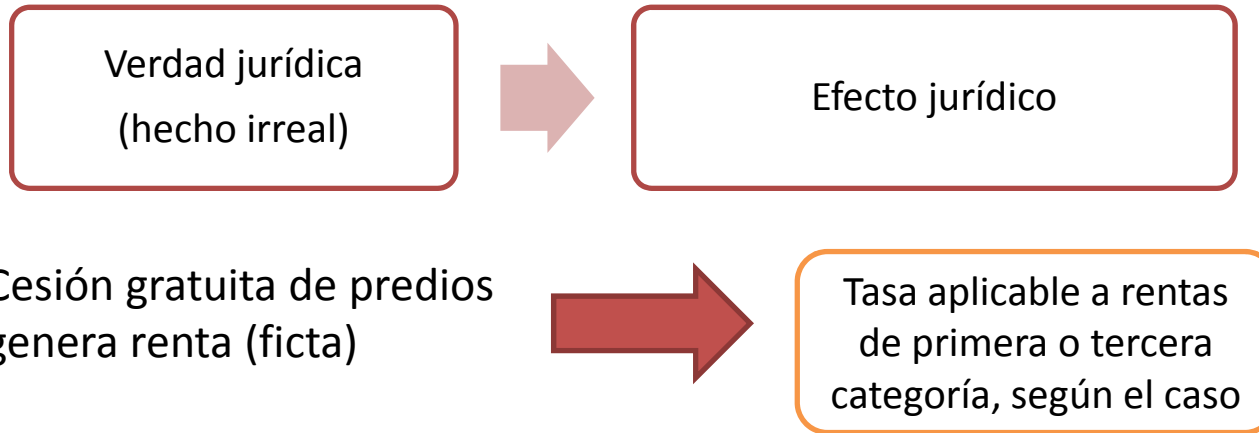 Verdad jurídica
(hecho irreal)
Efecto jurídico
Cesión gratuita de predios
genera renta (ficta)
Tasa aplicable a rentas
de primera o tercera
categoría, según el caso